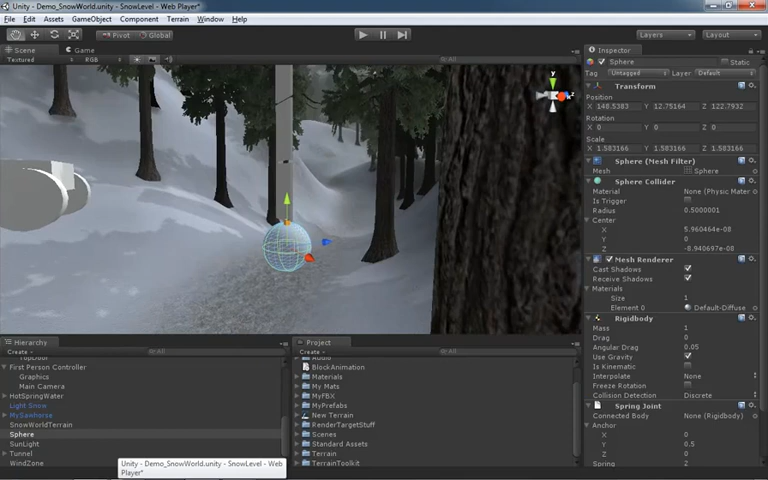 Unity - Demo_SnowWorld.unity - SnowLevel - Web Player*
File Edit Assets GameObject Component Terrain Window Help
Pivot Global Layers Layout
Scene Game
Textured RGB All
y
Inspector
Sphere Static
Tag Untagged Layer Default
Transform
Position
X 148.5383 Y 12.75164 Z 122.7932
Rotation
X 0 Y 0 Z 0
Scale
X 1.583166 Y 1.583166 Z 1.583166
Sphere (Mesh Filter)
Mesh Sphere
Sphere Collider
Material None (Physic Mater
Is Trigger
Radius 0.5000001
Center
X 5.960464e-08
Y 0
Z -8.940697e-08
Mesh Renderer
Cast Shadows
Receive Shadows
Materials
Size 1
Element 0 Default-Diffuse
Rigidbody
Mass 1
Drag 0
Angular Drag 0.05
Use Gravity
Is Kinematic
Interpolate None
Freeze Rotation
Collision Detection Discrete
Spring Joint
Connected Body None (Rigidbody)
Anchor
X 0
Y 0.5
Z 0
Spring 2
Hierarchy
Create All
First Person Controller
Graphics
Main Camera
HotSpringWater
Light Snow
MySawhorse
SnowWorldTerrain
Sphere
SunLight
Tunnel
WindZone
Project
Create All
Audio
BlockAnimation
Materials
My Mats
MyFBX
MyPrefabs
New Terrain
RenderTargetStuff
Scenes
Standard Assets
Terrain
TerrainToolkit
Unity - Demo_SnowWorld.unity - SnowLevel - Web
Player*